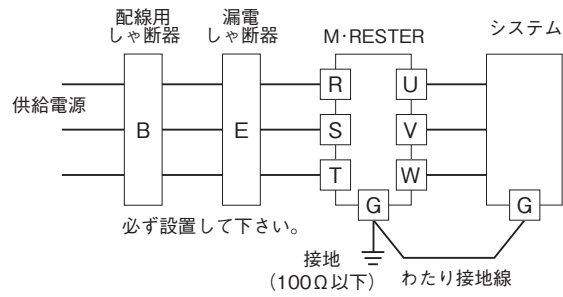 配線用
しゃ断器
漏電
しゃ断器
M·RESTER
システム
供給電源
B
E
R
S
T
U
V
W
G
G
必ず設置して下さい。
接地
（100Ω以下）
わたり接地線